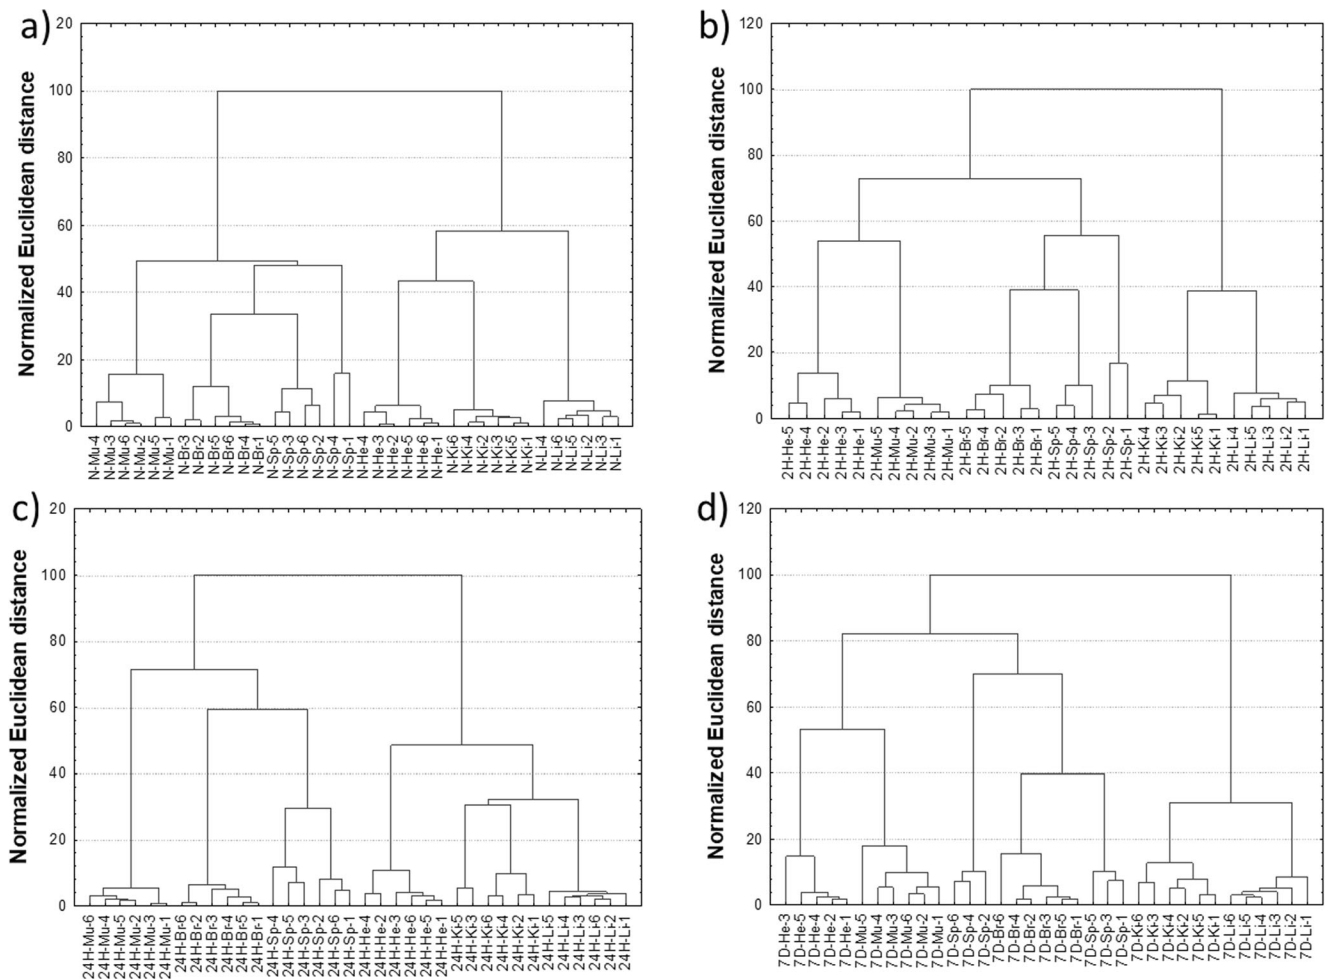 a)
Normalized Euclidean distance
20
100
80
60
40
20
0
N-Mu-4
N-Mu-3
N-Mu-6
N-Mu-2
N-Mu-5
N-Mu-1
N-Br-3
N-Br-2
N-Br-5
N-Br-6
N-Br-4
N-Br-1
N-Sp-5
N-Sp-3
N-Sp-6
N-Sp-2
N-Sp-4
N-Sp-1
N-He-4
N-He-3
N-He-2
N-He-5
N-He-6
N-He-1
N-Ki-6
N-Ki-4
N-Ki-2
N-Ki-3
N-Ki-5
N-Ki-1
N-Li-4
N-Li-6
N-Li-5
N-Li-2
N-Li-3
N-Li-1
b)
Normalized Euclidean distance
120
100
80
60
40
20
0
2H-He-5
2H-He-4
2H-He-2
2H-He-3
2H-He-1
2H-Mu-5
2H-Mu-4
2H-Mu-2
2H-Mu-3
2H-Mu-1
2H-Br-5
2H-Br-4
2H-Br-2
2H-Br-3
2H-Br-1
2H-Sp-5
2H-Sp-4
2H-Sp-3
2H-Sp-2
2H-Sp-1
2H-Ki-4
2H-Ki-3
2H-Ki-2
2H-Ki-5
2H-Ki-1
2H-Li-4
2H-Li-5
2H-Li-3
2H-Li-2
2H-Li-1
c)
Normalized Euclidean distance
20
100
80
60
40
20
0
24H-Mu-6
24H-Mu-4
24H-Mu-5
24H-Mu-2
24H-Mu-3
24H-Mu-1
24H-Br-6
24H-Br-2
24H-Br-3
24H-Br-4
24H-Br-5
24H-Br-1
24H-Sp-4
24H-Sp-5
24H-Sp-3
24H-Sp-2
24H-Sp-6
24H-Sp-1
24H-He-4
24H-He-2
24H-He-3
24H-He-6
24H-He-5
24H-He-1
24H-Ki-5
24H-Ki-3
24H-Ki-6
24H-Ki-4
24H-Ki-2
24H-Ki-1
24H-Li-5
24H-Li-4
24H-Li-3
24H-Li-6
24H-Li-2
24H-Li-1
d)
Normalized Euclidean distance
120
100
80
60
40
20
0
7D-He-3
7D-He-5
7D-He-4
7D-He-2
7D-He-1
7D-Mu-5
7D-Mu-4
7D-Mu-3
7D-Mu-6
7D-Mu-2
7D-Mu-1
7D-Sp-6
7D-Sp-4
7D-Sp-2
7D-Br-6
7D-Br-4
7D-Br-2
7D-Br-3
7D-Br-5
7D-Br-1
7D-Sp-5
7D-Sp-3
7D-Sp-1
7D-Ki-6
7D-Ki-3
7D-Ki-4
7D-Ki-2
7D-Ki-5
7D-Ki-1
7D-Li-6
7D-Li-5
7D-Li-4
7D-Li-3
7D-Li-2
7D-Li-1